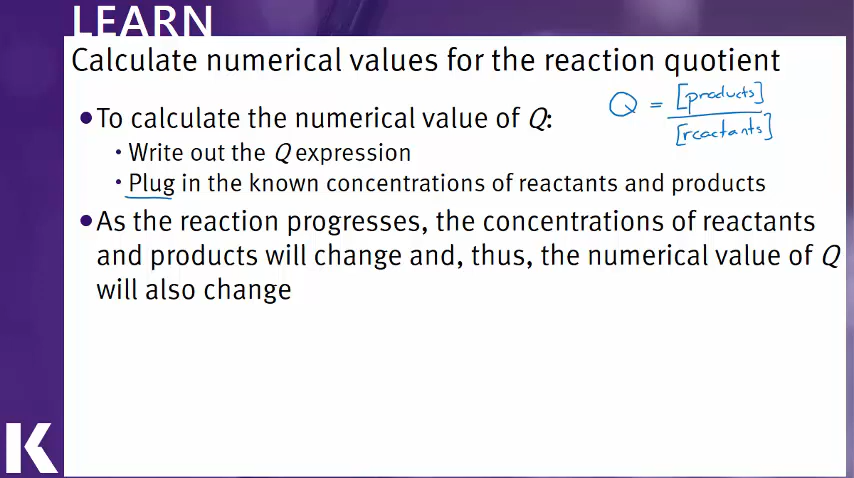 LEARN
Calculate numerical values for the reaction quotient
•To calculate the numerical value of Q:
• Write out the Q expression
• Plug in the known concentrations of reactants and products
•As the reaction progresses, the concentrations of reactants
and products will change and, thus, the numerical value of Q
will also change
Q = [products]
[reactants]
K